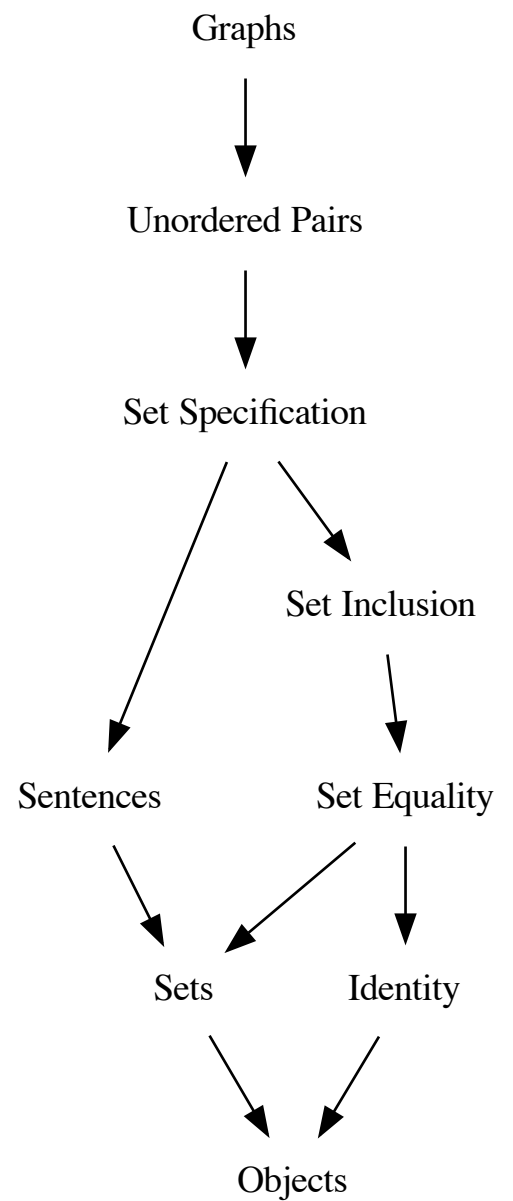 Graphs
Unordered Pairs
Set Specification
Set Inclusion
Sentences
Set Equality
Sets
Identity
Objects